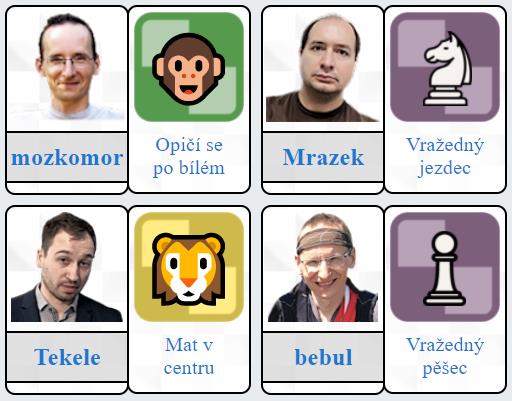 mozkomor
Opičí se
po bílém
Mrazek
Vražedný
jezdec
Tekele
Mat v
centru
bebul
Vražedný
pěšec